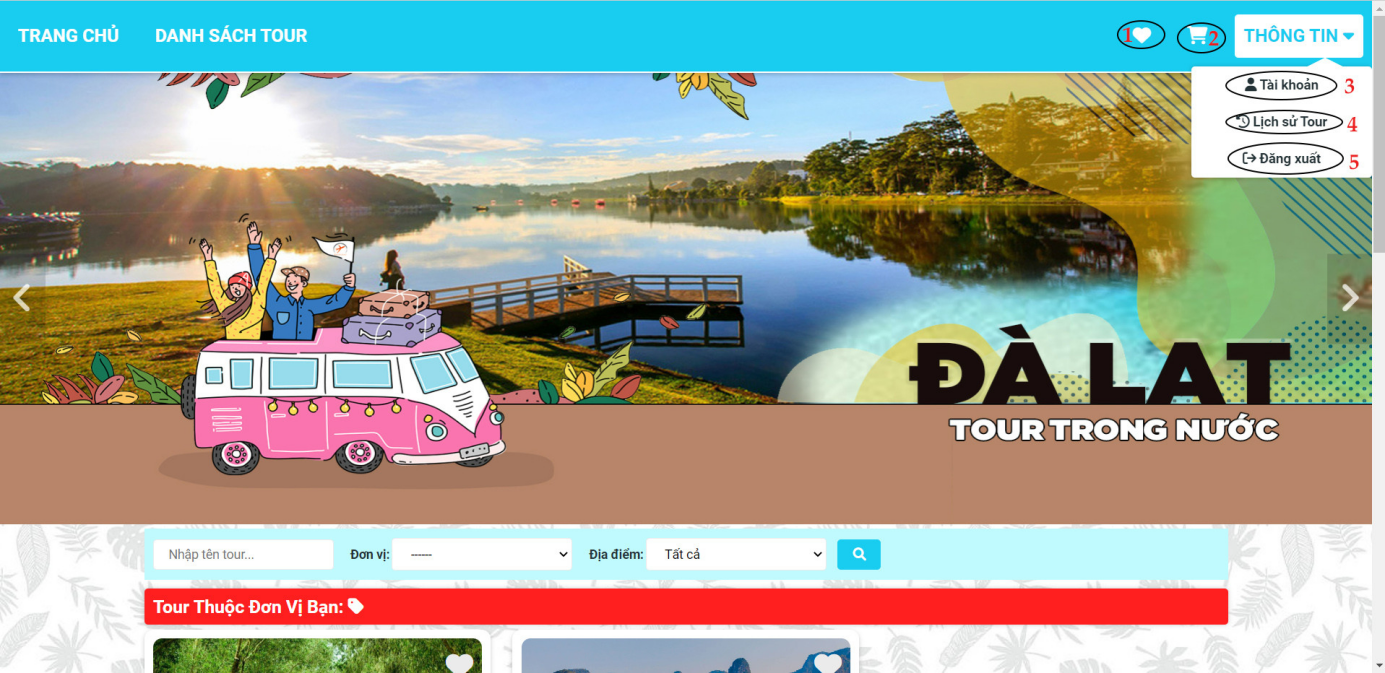 TRANG CHỦ DANH SÁCH TOUR 1 2 THÔNG TIN
Tài khoản 3
Lịch sử Tour 4
Đăng xuất 5
ĐÀ LAT
TOUR TRONG NƯỚC
Nhập tên tour... Đơn vị: ------ Địa điểm: Tất cả
Tour Thuộc Đơn Vị Bạn: